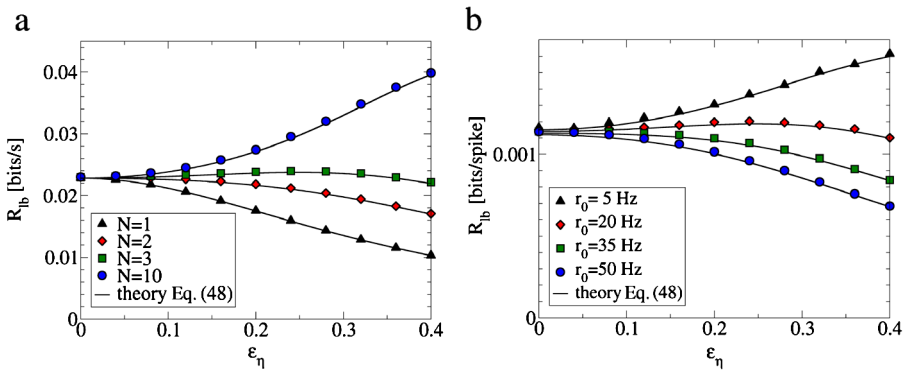 a
R_lb [bits/s]
0.04
0.03
0.02
0.01
0
N=1
N=2
N=3
N=10
theory Eq. (48)
0 0.1 0.2 0.3 0.4
ε_η
b
R_lb [bits/spike]
0.001
0
r_0= 5 Hz
r_0=20 Hz
r_0=35 Hz
r_0=50 Hz
theory Eq. (48)
0 0.1 0.2 0.3 0.4
ε_η